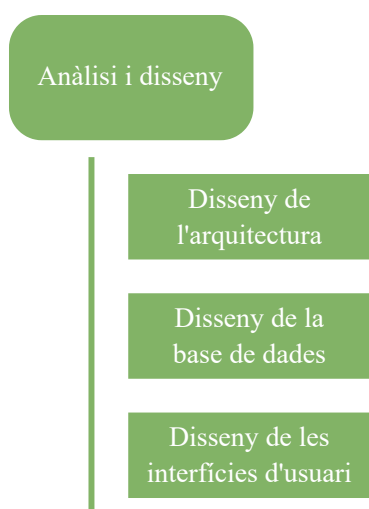 Anàlisi i disseny
Disseny de
l'arquitectura
Disseny de la
base de dades
Disseny de les
interfícies d'usuari